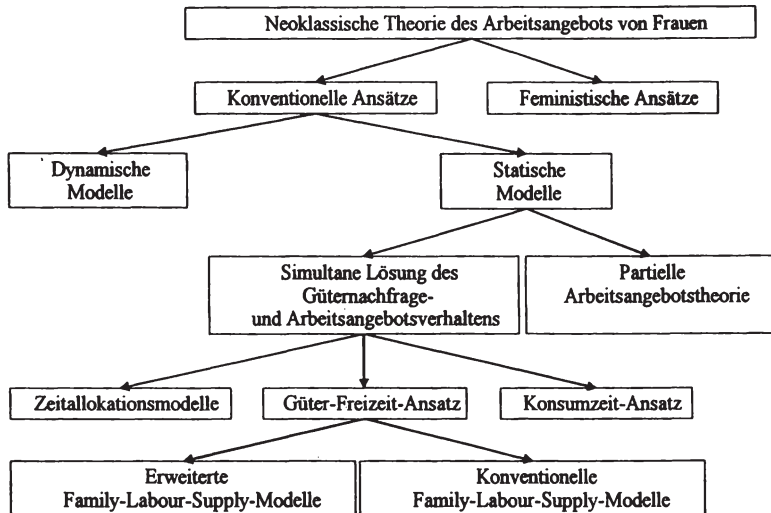 Neoklassische Theorie des Arbeitsangebots von Frauen
Konventionelle Ansätze
Feministische Ansätze
Dynamische
Modelle
Statische
Modelle
Simultane Lösung des
Güternachfrage-
und Arbeitsangebotsverhaltens
Partielle
Arbeitsangebotstheorie
Zeitallokationsmodelle
Güter-Freizeit-Ansatz
Konsumzeit-Ansatz
Erweiterte
Family-Labour-Supply-Modelle
Konventionelle
Family-Labour-Supply-Modelle